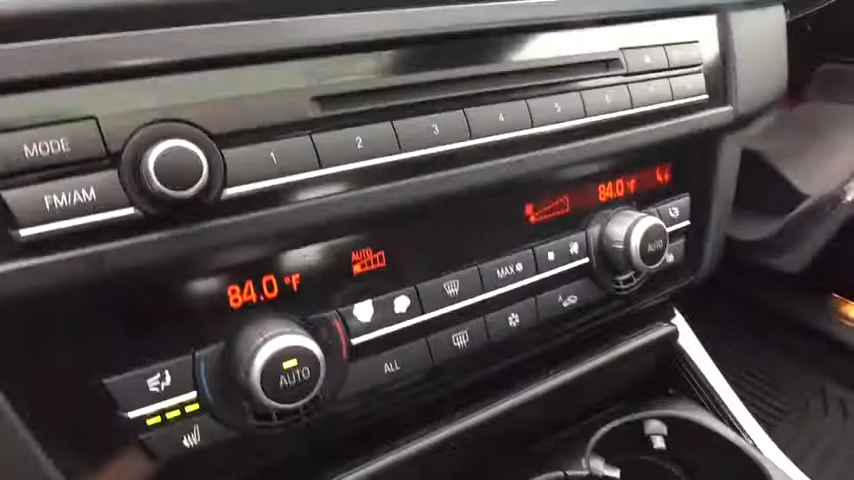 MODE
FM/AM
1
2
3
4
5
6
84.0 °F
AUTO
84.0 °F
AUTO
MAX
AUTO
ALL